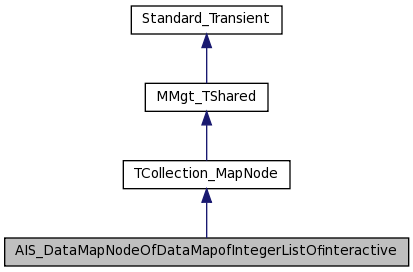 Standard_Transient
MMgt_TShared
TCollection_MapNode
AIS_DataMapNodeOfDataMapofIntegerListOfinteractive